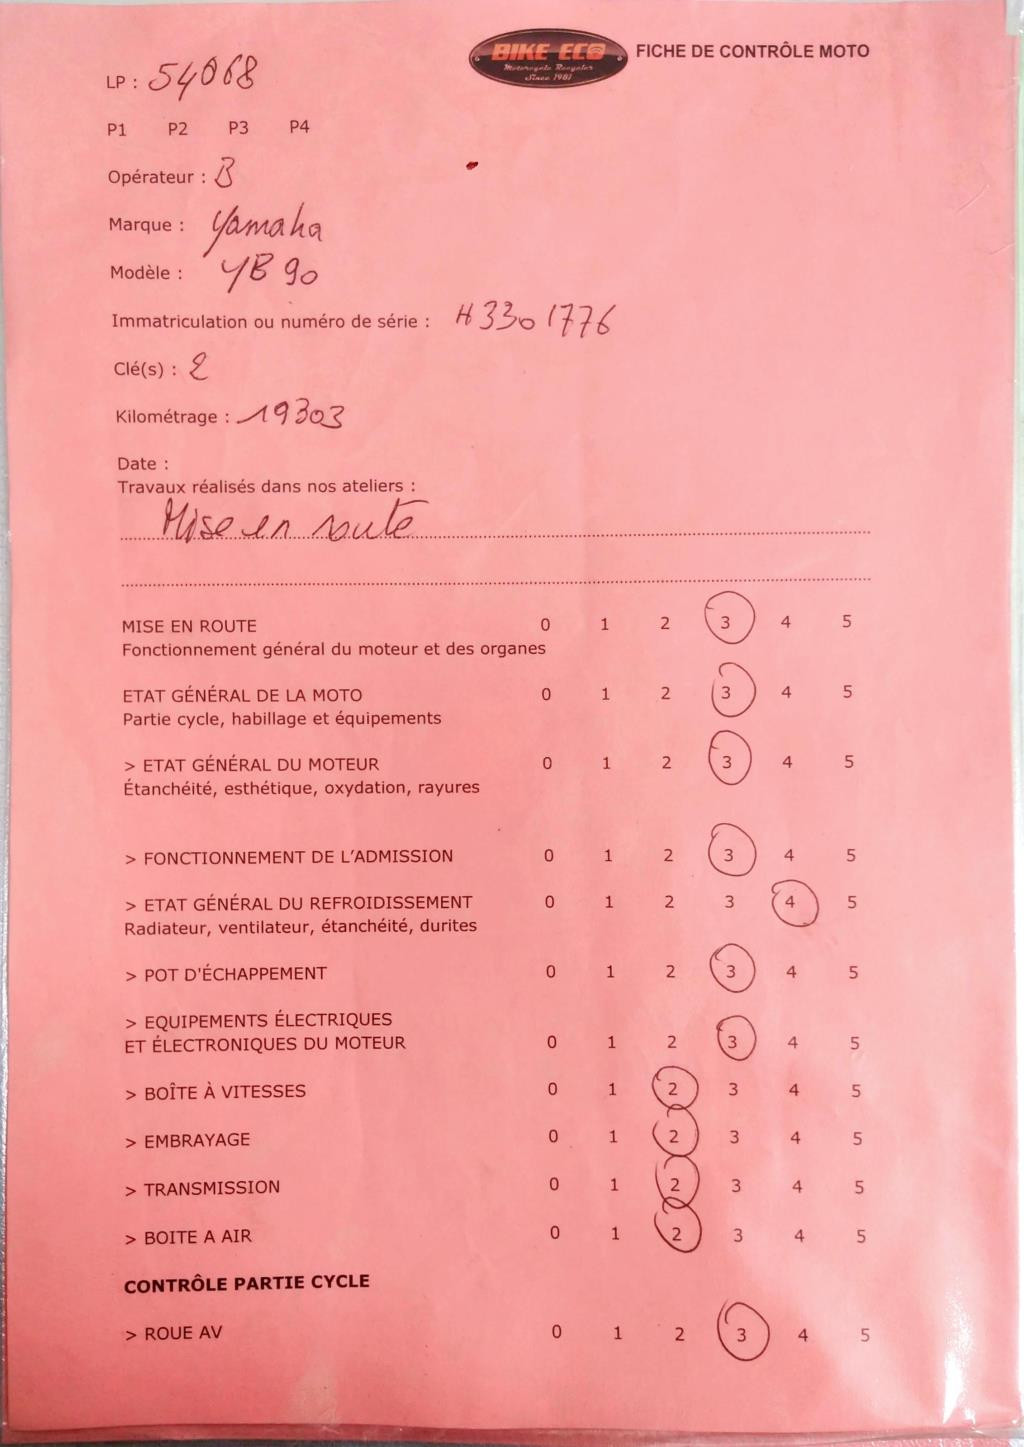 BIKE ECO
Motorcycle Recycler
Since 1981
FICHE DE CONTRÔLE MOTO
LP : 54068
P1 P2 P3 P4
Opérateur : B
Marque : Yamaha
Modèle : YB 90
Immatriculation ou numéro de série : H3301776
Clé(s) : 2
Kilométrage : 19303
Date :
Travaux réalisés dans nos ateliers :
Mise en route
MISE EN ROUTE 0 1 2 3 4 5
Fonctionnement général du moteur et des organes
ETAT GÉNÉRAL DE LA MOTO 0 1 2 3 4 5
Partie cycle, habillage et équipements
> ETAT GÉNÉRAL DU MOTEUR 0 1 2 3 4 5
Étanchéité, esthétique, oxydation, rayures
> FONCTIONNEMENT DE L'ADMISSION 0 1 2 3 4 5
> ETAT GÉNÉRAL DU REFROIDISSEMENT 0 1 2 3 4 5
Radiateur, ventilateur, étanchéité, durites
> POT D'ÉCHAPPEMENT 0 1 2 3 4 5
> EQUIPEMENTS ÉLECTRIQUES
ET ÉLECTRONIQUES DU MOTEUR 0 1 2 3 4 5
> BOÎTE À VITESSES 0 1 2 3 4 5
> EMBRAYAGE 0 1 2 3 4 5
> TRANSMISSION 0 1 2 3 4 5
> BOITE A AIR 0 1 2 3 4 5
CONTRÔLE PARTIE CYCLE
> ROUE AV 0 1 2 3 4 5